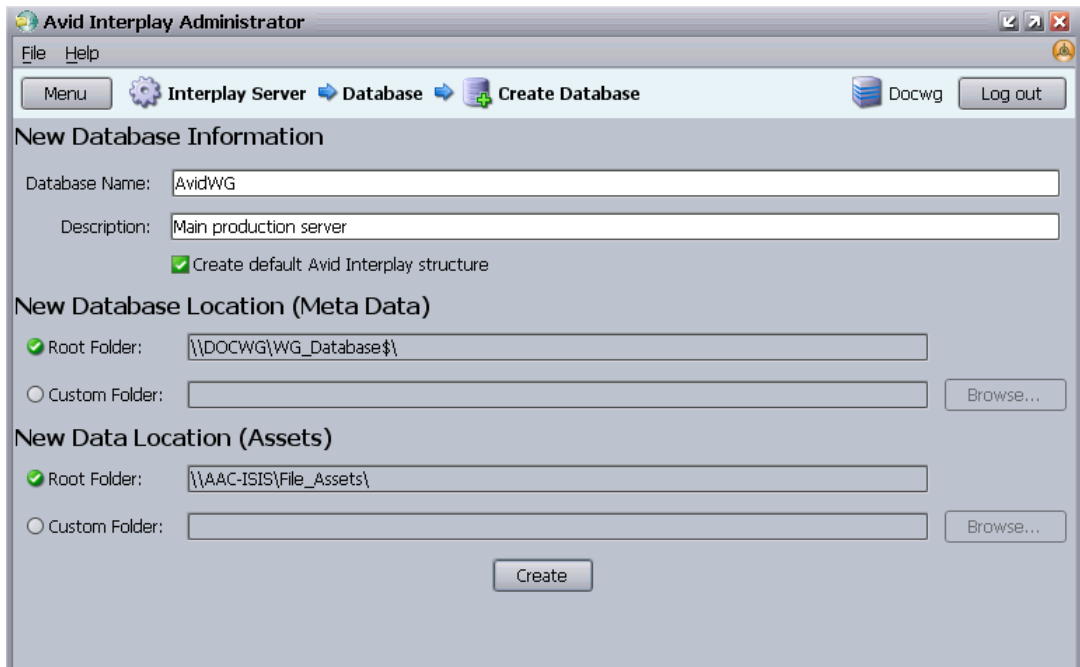 Avid Interplay Administrator
File Help
Menu Interplay Server Database Create Database Docwg Log out
New Database Information
Database Name: AvidWG
Description: Main production server
Create default Avid Interplay structure
New Database Location (Meta Data)
Root Folder: \\DOCWG\WG_Database$\
Custom Folder: Browse...
New Data Location (Assets)
Root Folder: \\AAC-ISIS\File_Assets\
Custom Folder: Browse...
Create